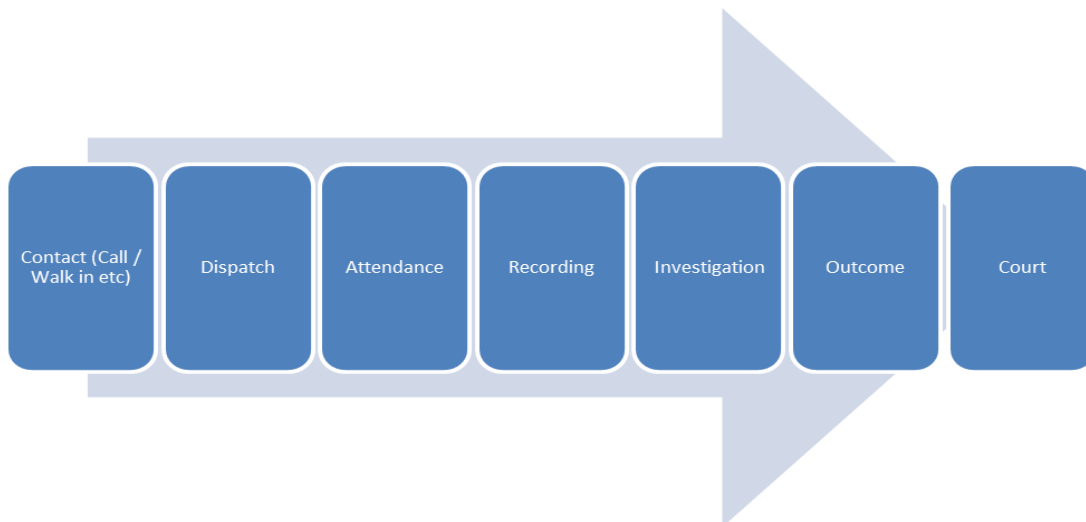 Contact (Call /
Walk in etc)
Dispatch
Attendance
Recording
Investigation
Outcome
Court